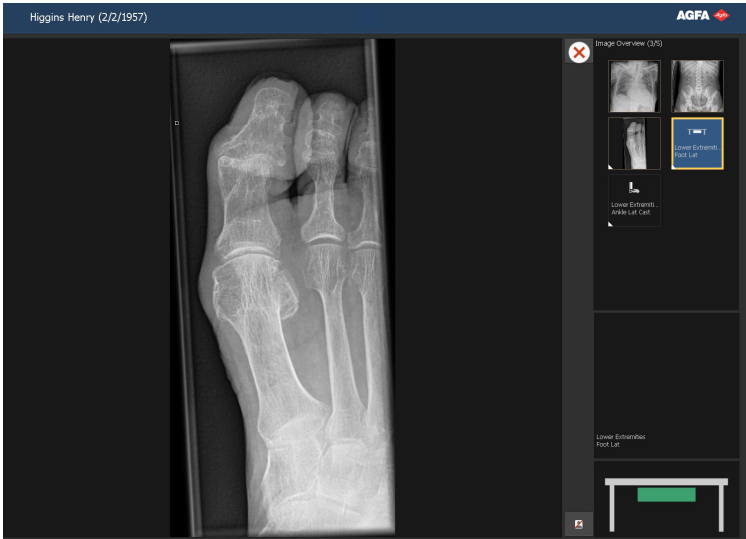 Higgins Henry (2/2/1957)
AGFA
Image Overview (3/5)
Lower Extremiti..
Foot Lat
Lower Extremiti..
Ankle Lat Cast
Lower Extremities
Foot Lat